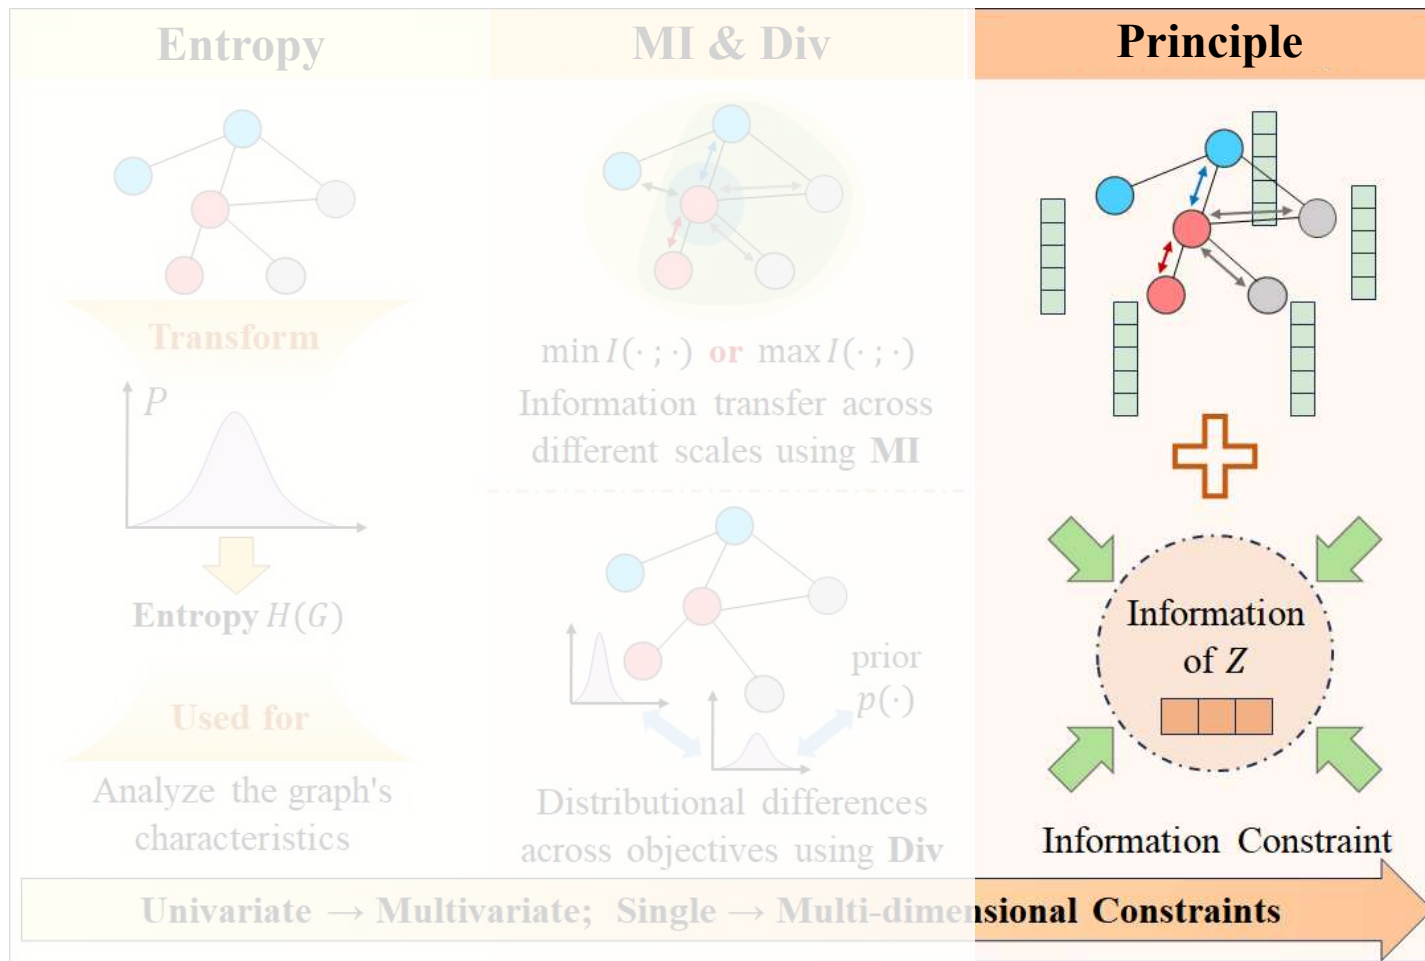 Entropy
MI & Div
Principle
Transform
P
Entropy H(G)
Used for
Analyze the graph's
characteristics
min I(· ; ·) or max I(· ; ·)
Information transfer across
different scales using MI
prior
p(·)
Distributional differences
across objectives using Div
Information
of Z
Information Constraint
Univariate → Multivariate; Single → Multi-dimensional Constraints